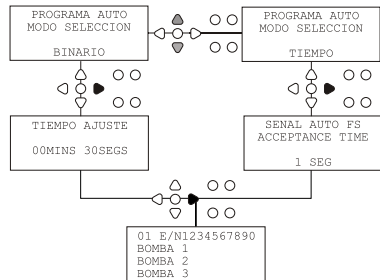 PROGRAMA AUTO
MODO SELECCION
BINARIO
PROGRAMA AUTO
MODO SELECCION
TIEMPO
TIEMPO AJUSTE
00MINS 30SEGS
SENAL AUTO FS
ACCEPTANCE TIME
1 SEG
01 E/N1234567890
BOMBA 1
BOMBA 2
BOMBA 3